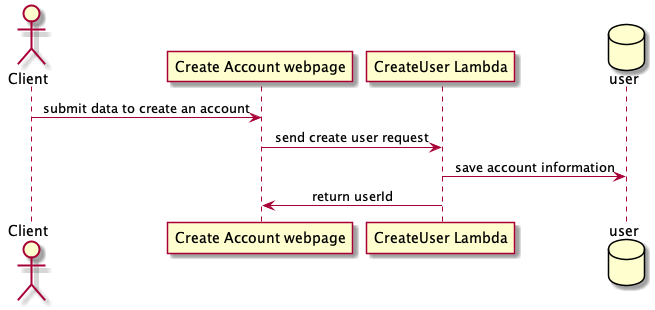 Client
Create Account webpage
CreateUser Lambda
user
submit data to create an account
send create user request
save account information
return userId
Client
Create Account webpage
CreateUser Lambda
user